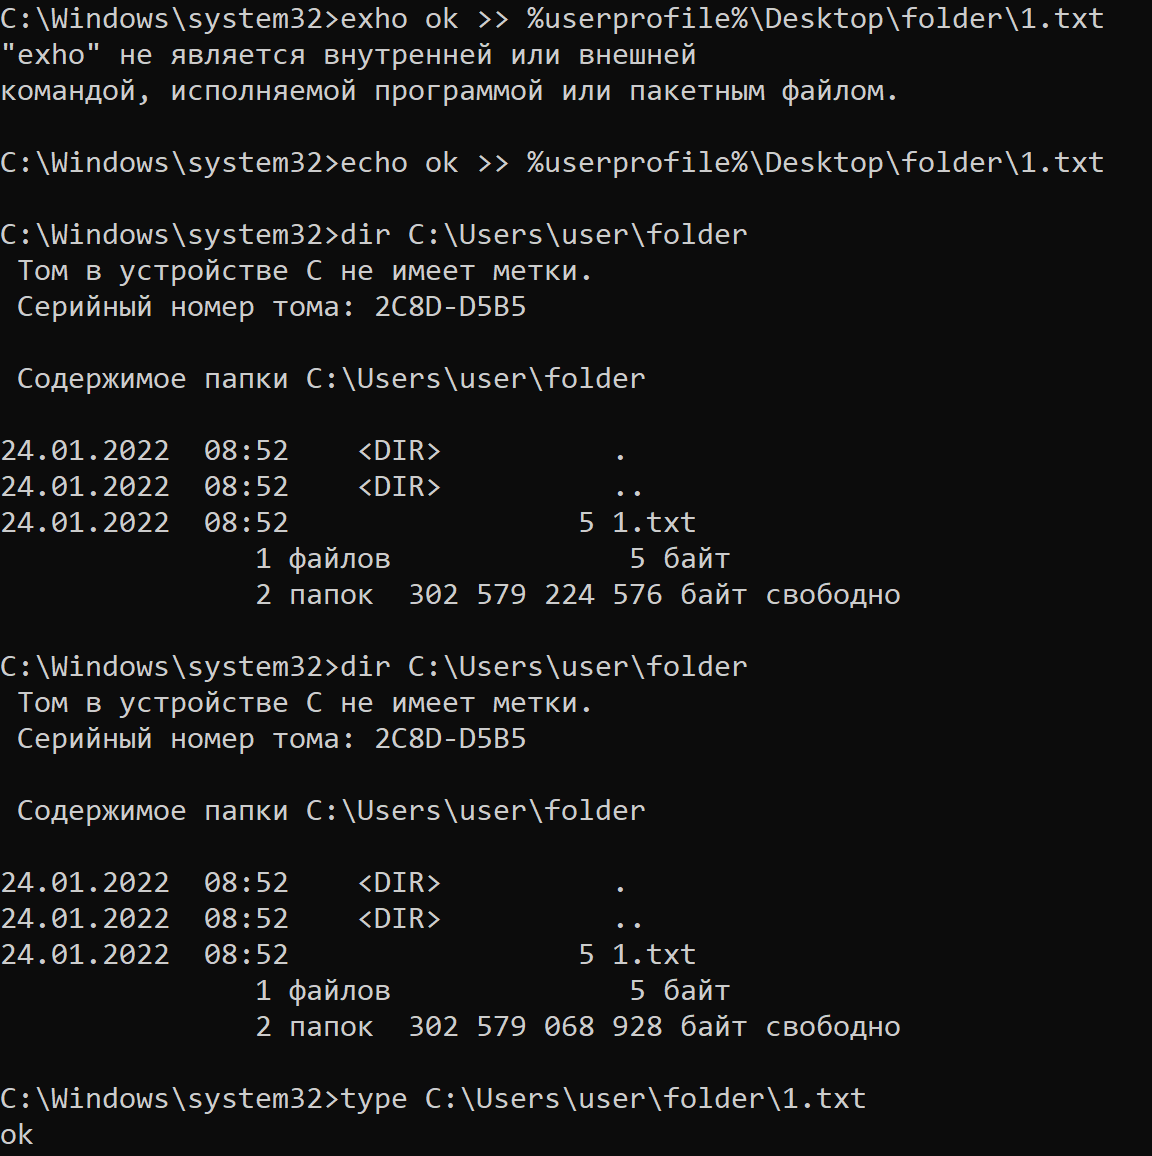 C:\Windows\system32>exho ok >> %userprofile%\Desktop\folder\1.txt
"exho" не является внутренней или внешней
командой, исполняемой программой или пакетным файлом.
C:\Windows\system32>echo ok >> %userprofile%\Desktop\folder\1.txt
C:\Windows\system32>dir C:\Users\user\folder
Том в устройстве C не имеет метки.
Серийный номер тома: 2C8D-D5B5
Содержимое папки C:\Users\user\folder
24.01.2022 08:52 <DIR> .
24.01.2022 08:52 <DIR> ..
24.01.2022 08:52 5 1.txt
1 файлов 5 байт
2 папок 302 579 224 576 байт свободно
C:\Windows\system32>dir C:\Users\user\folder
Том в устройстве C не имеет метки.
Серийный номер тома: 2C8D-D5B5
Содержимое папки C:\Users\user\folder
24.01.2022 08:52 <DIR> .
24.01.2022 08:52 <DIR> ..
24.01.2022 08:52 5 1.txt
1 файлов 5 байт
2 папок 302 579 068 928 байт свободно
C:\Windows\system32>type C:\Users\user\folder\1.txt
ok